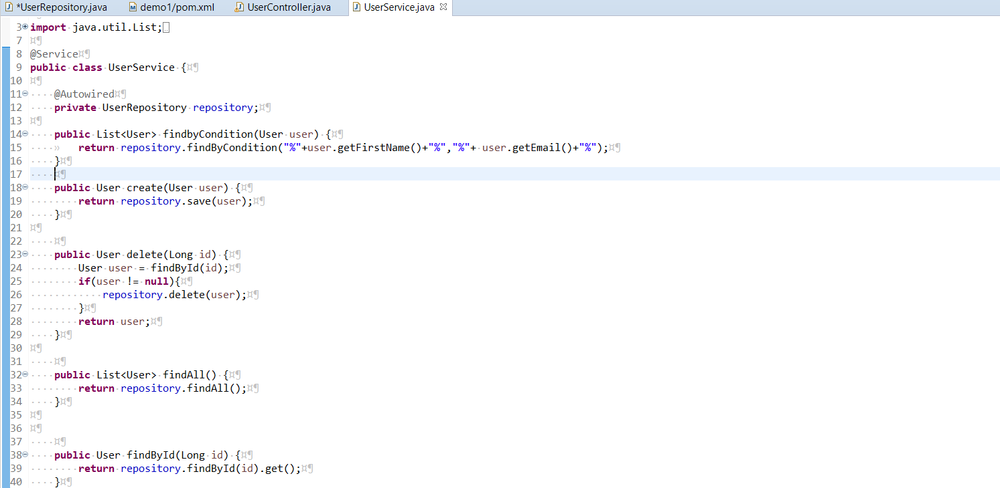 *UserRepository.java demo1/pom.xml UserController.java UserService.java
3 import java.util.List;
7
8 @Service
9 public class UserService {
10
11 @Autowired
12 private UserRepository repository;
13
14 public List<User> findbyCondition(User user) {
15 return repository.findByCondition("%"+user.getFirstName()+"%","%"+ user.getEmail()+"%");
16 }
17
18 public User create(User user) {
19 return repository.save(user);
20 }
21
22
23 public User delete(Long id) {
24 User user = findById(id);
25 if(user != null){
26 repository.delete(user);
27 }
28 return user;
29 }
30
31
32 public List<User> findAll() {
33 return repository.findAll();
34 }
35
36
37
38 public User findById(Long id) {
39 return repository.findById(id).get();
40 }